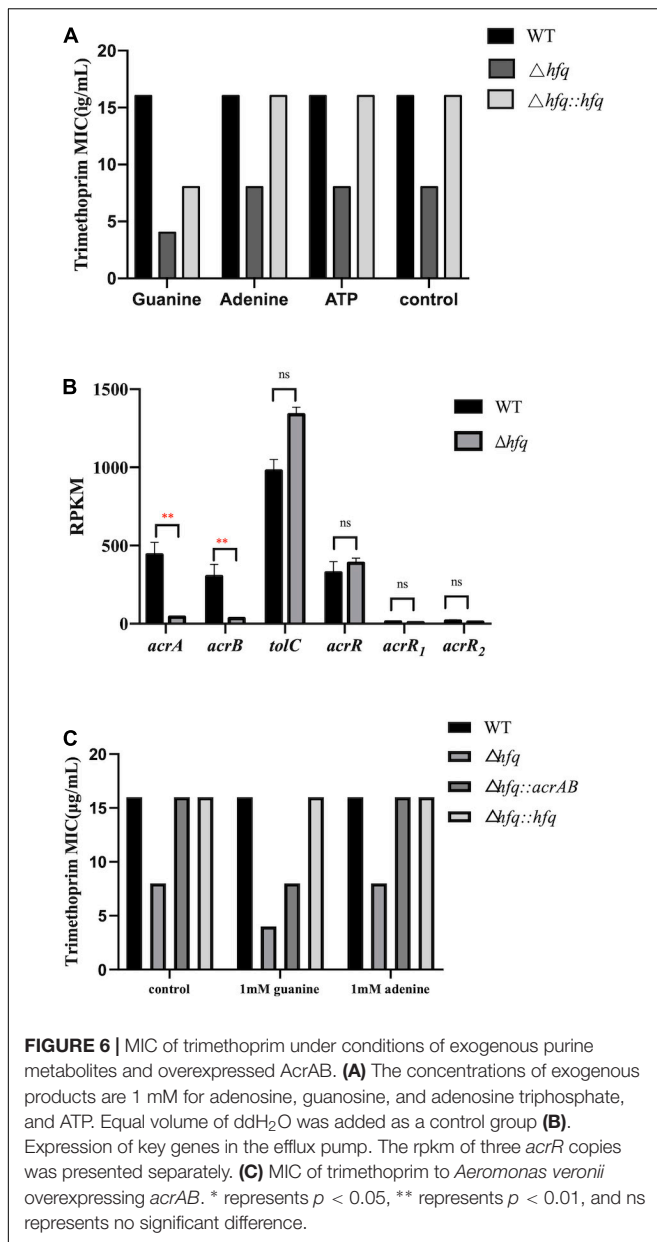 A
WT
△hfq
△hfq::hfq
Trimethoprim MIC(ig/mL)
20
15
10
5
0
Guanine Adenine ATP control
B
WT
Δhfq
RPKM
1500
1000
500
0
**
**
ns
ns
ns
ns
acrA acrB tolC acrR acrR1 acrR2
C
WT
Δhfq
Δhfq::acrAB
Δhfq::hfq
Trimethoprim MIC(µg/mL)
20
15
10
5
0
control 1mM guanine 1mM adenine
FIGURE 6 | MIC of trimethoprim under conditions of exogenous purine
metabolites and overexpressed AcrAB. (A) The concentrations of exogenous
products are 1 mM for adenosine, guanosine, and adenosine triphosphate,
and ATP. Equal volume of ddH2O was added as a control group (B).
Expression of key genes in the efflux pump. The rpkm of three acrR copies
was presented separately. (C) MIC of trimethoprim to Aeromonas veronii
overexpressing acrAB. * represents p < 0.05, ** represents p < 0.01, and ns
represents no significant difference.